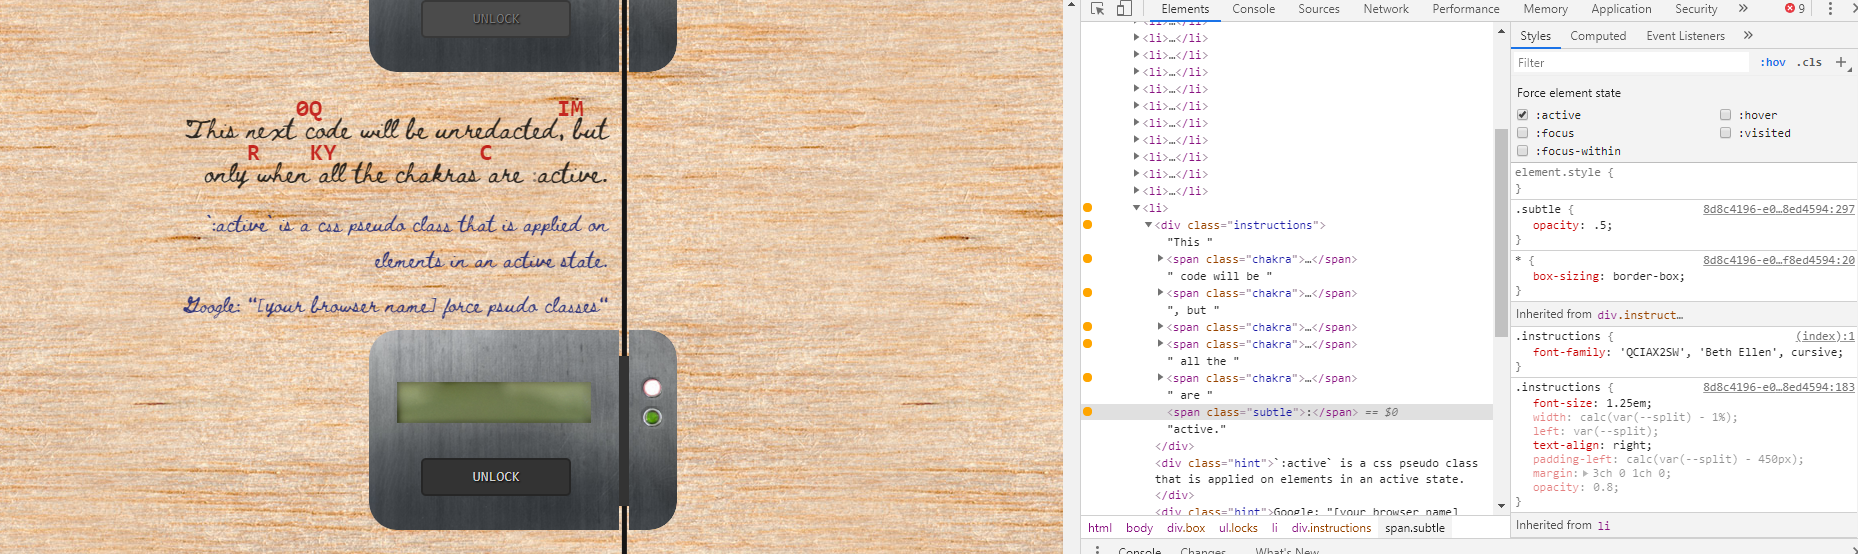 UNLOCK
0Q IM
This next code will be unredacted, but
R KY C
only when all the chakras are :active.
`:active` is a css pseudo class that is applied on
elements in an active state.
Google: "[your browser name] force psudo classes"
UNLOCK
Elements Console Sources Network Performance Memory Application Security » 9
<li>…</li>
<li>…</li>
<li>…</li>
<li>…</li>
<li>…</li>
<li>…</li>
<li>…</li>
<li>…</li>
<li>…</li>
<li>…</li>
<li>…</li>
<li>
<div class="instructions">
"This "
<span class="chakra">…</span>
" code will be "
<span class="chakra">…</span>
", but "
<span class="chakra">…</span>
<span class="chakra">…</span>
" all the "
<span class="chakra">…</span>
" are "
<span class="subtle">:</span> == $0
"active."
</div>
<div class="hint">`:active` is a css pseudo class
that is applied on elements in an active state.
</div>
<div class="hint">Google: "[your browser name]
html body div.box ul.locks li div.instructions span.subtle
Console Changes What's New
Styles Computed Event Listeners »
Filter :hov .cls +
Force element state
:active :hover
:focus :visited
:focus-within
element.style {
}
.subtle { 8d8c4196-e0…8ed4594:297
opacity: .5;
}
* { 8d8c4196-e0…f8ed4594:20
box-sizing: border-box;
}
Inherited from div.instruct…
.instructions { (index):1
font-family: 'QCIAX2SW', 'Beth Ellen', cursive;
}
.instructions { 8d8c4196-e0…8ed4594:183
font-size: 1.25em;
width: calc(var(--split) - 1%);
left: var(--split);
text-align: right;
padding-left: calc(var(--split) - 450px);
margin: 3ch 0 1ch 0;
opacity: 0.8;
}
Inherited from li